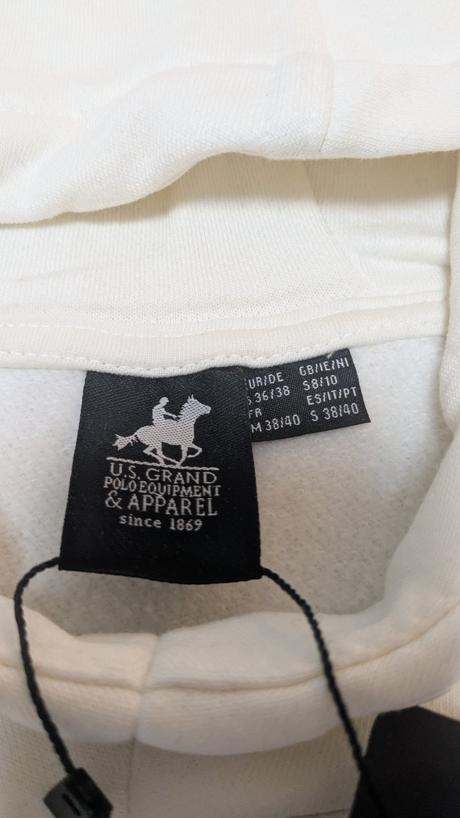 U.S. GRAND
POLO EQUIPMENT
& APPAREL
since 1869
UR/DE GB/IE/NI
S 36/38 S8/10
FR ES/IT/PT
M 38/40 S 38/40